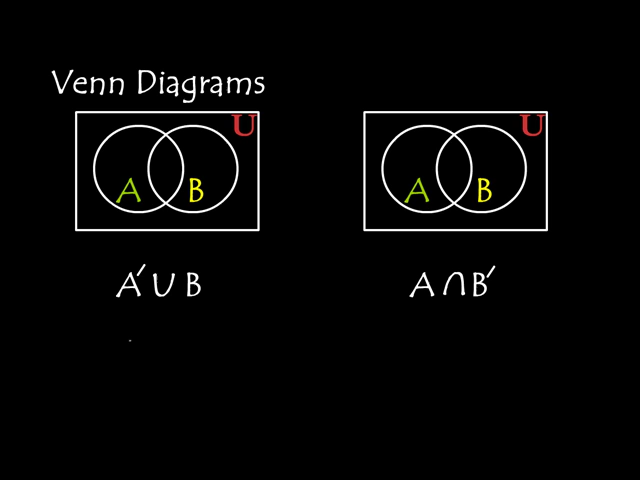 Venn Diagrams
U U
A B A B
A′ ∪ B A ∩ B′